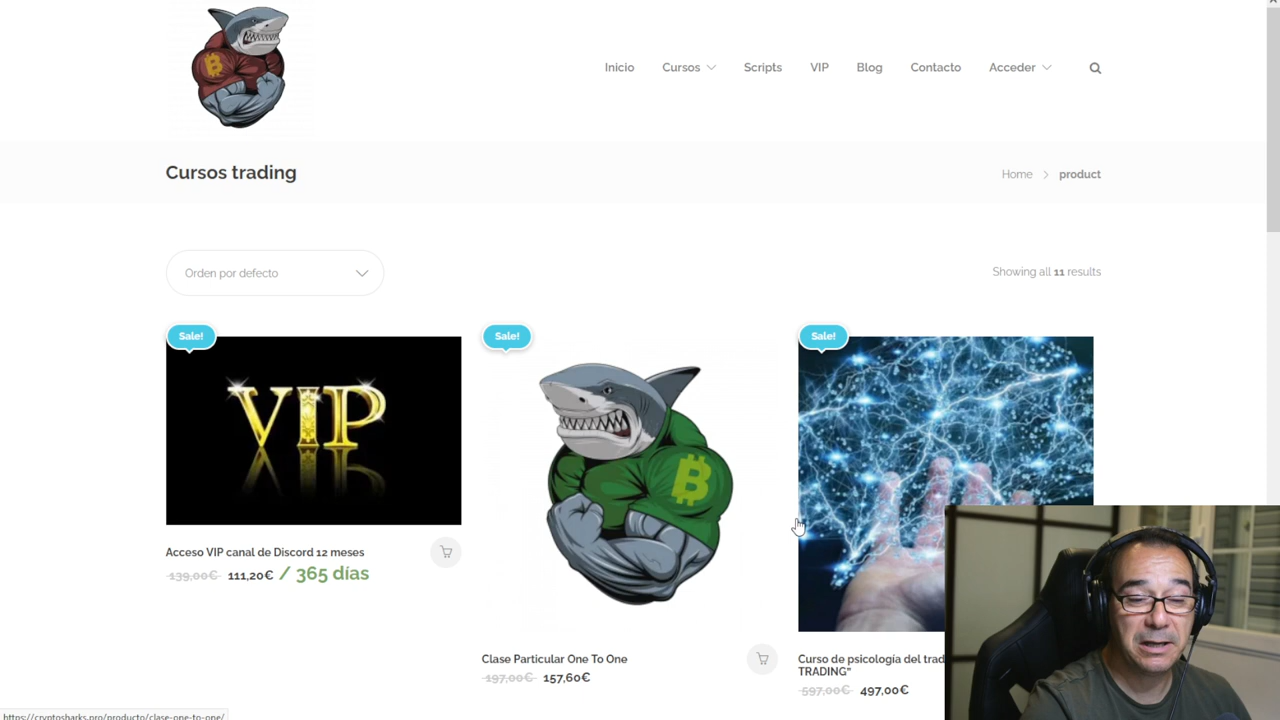 Inicio
Cursos
Scripts
VIP
Blog
Contacto
Acceder
Cursos trading
Home
product
Orden por defecto
Showing all 11 results
Sale!
Sale!
Sale!
VIP
Acceso VIP canal de Discord 12 meses
139,00€ 111,20€ / 365 días
Clase Particular One To One
197,00€ 157,60€
Curso de psicología del trad
TRADING”
597,00€ 497,00€
https://cryptosharks.pro/producto/clase-one-to-one/